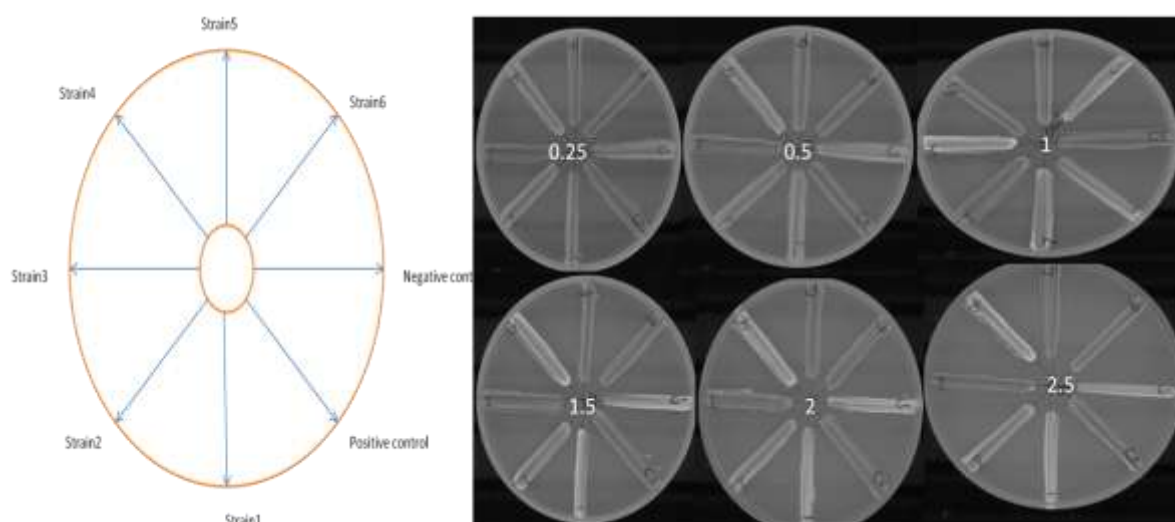 Strain5
Strain4
Strain6
Strain3
Negative cont
Strain2
Positive control
Strain1
0.25
0.5
1
1.5
2
2.5